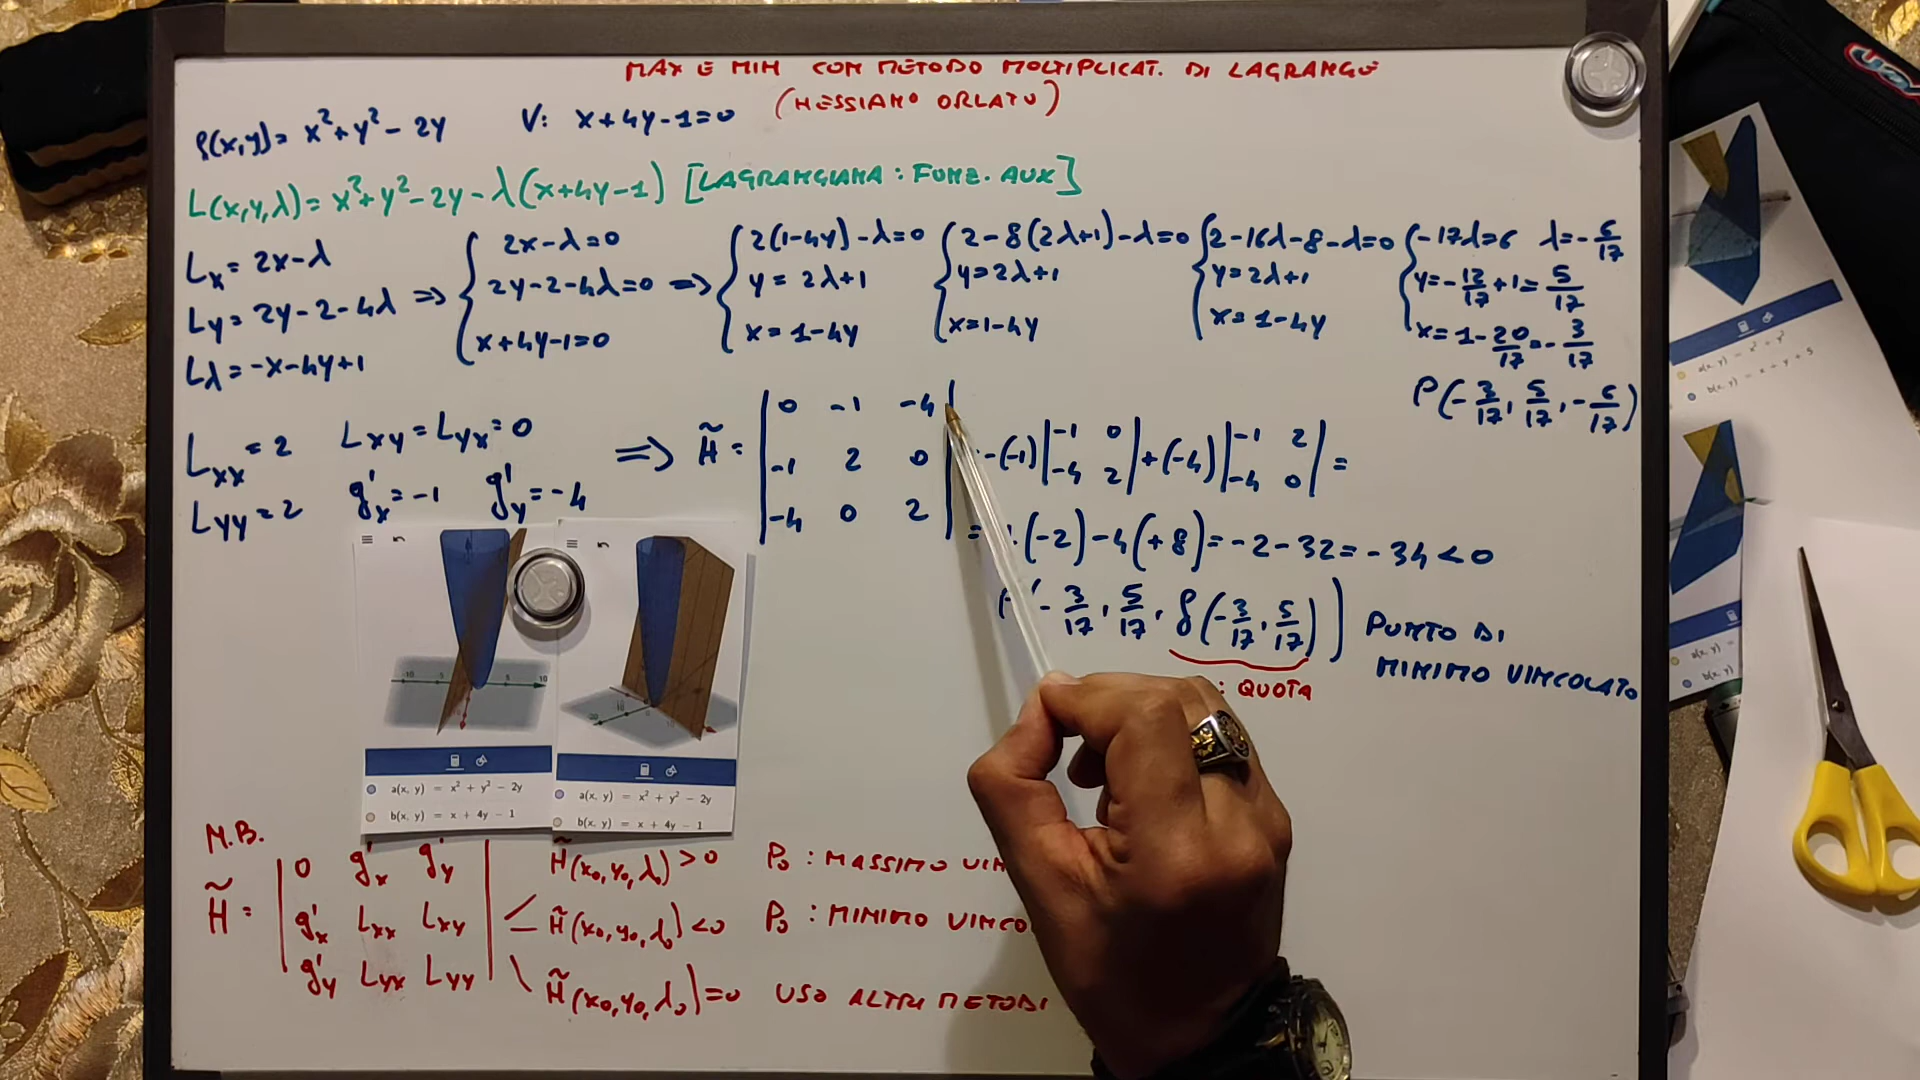 MAX E MIN CON METODO MOLTIPLICAT. DI LAGRANGE
(HESSIANO ORLATO)
f(x,y)= x²+y²-2y    V: x+4y-1=0
L(x,y,λ)= x²+y²-2y-λ(x+4y-1) [LAGRANGIANA: FUNZ. AUX]
Lx = 2x-λ
Ly = 2y-2-4λ ⇒
Lλ = -x-4y+1
{ 2x-λ=0
2y-2-4λ=0 ⇒
x+4y-1=0
{ 2(1-4y)-λ=0
y = 2λ+1
x = 1-4y
{ 2-8(2λ+1)-λ=0
y=2λ+1
x=1-4y
{ 2-16λ-8-λ=0
y=2λ+1
x= 1-4y
{ -17λ=6  λ=-6/17
y=-12/17+1=5/17
x=1-20/17=-3/17
P(-3/17, 5/17, -6/17)
Lxx = 2  Lxy = Lyx = 0
Lyy = 2  g'x = -1  g'y = -4
⇒ H̃ = | 0 -1 -4 |
| -1 2 0 |
| -4 0 2 |
-(-1) | -1 0 | + (-4) | -1 2 | =
| -4 2 | | -4 0 |
= (-2)-4(+8)=-2-32=-34<0
-3/17, 5/17, f(-3/17, 5/17)) PUNTO DI
MINIMO VINCOLATO
: QUOTA
a(x, y) = x² + y² - 2y
b(x, y) = x + 4y - 1
a(x, y) = x² + y² - 2y
b(x, y) = x + 4y - 1
N.B.
H̃ = | 0 g'x g'y |
| g'x Lxx Lxy |
| g'y Lyx Lyy |
H̃(x₀,y₀,λ₀)>0  P₀: MASSIMO
H̃(x₀,y₀,λ₀)<0  P₀: MINIMO
H̃(x₀,y₀,λ₀)=0  USO ALTRI METODI
a(x, y) = x² + y²
b(x, y) = x + y + 5